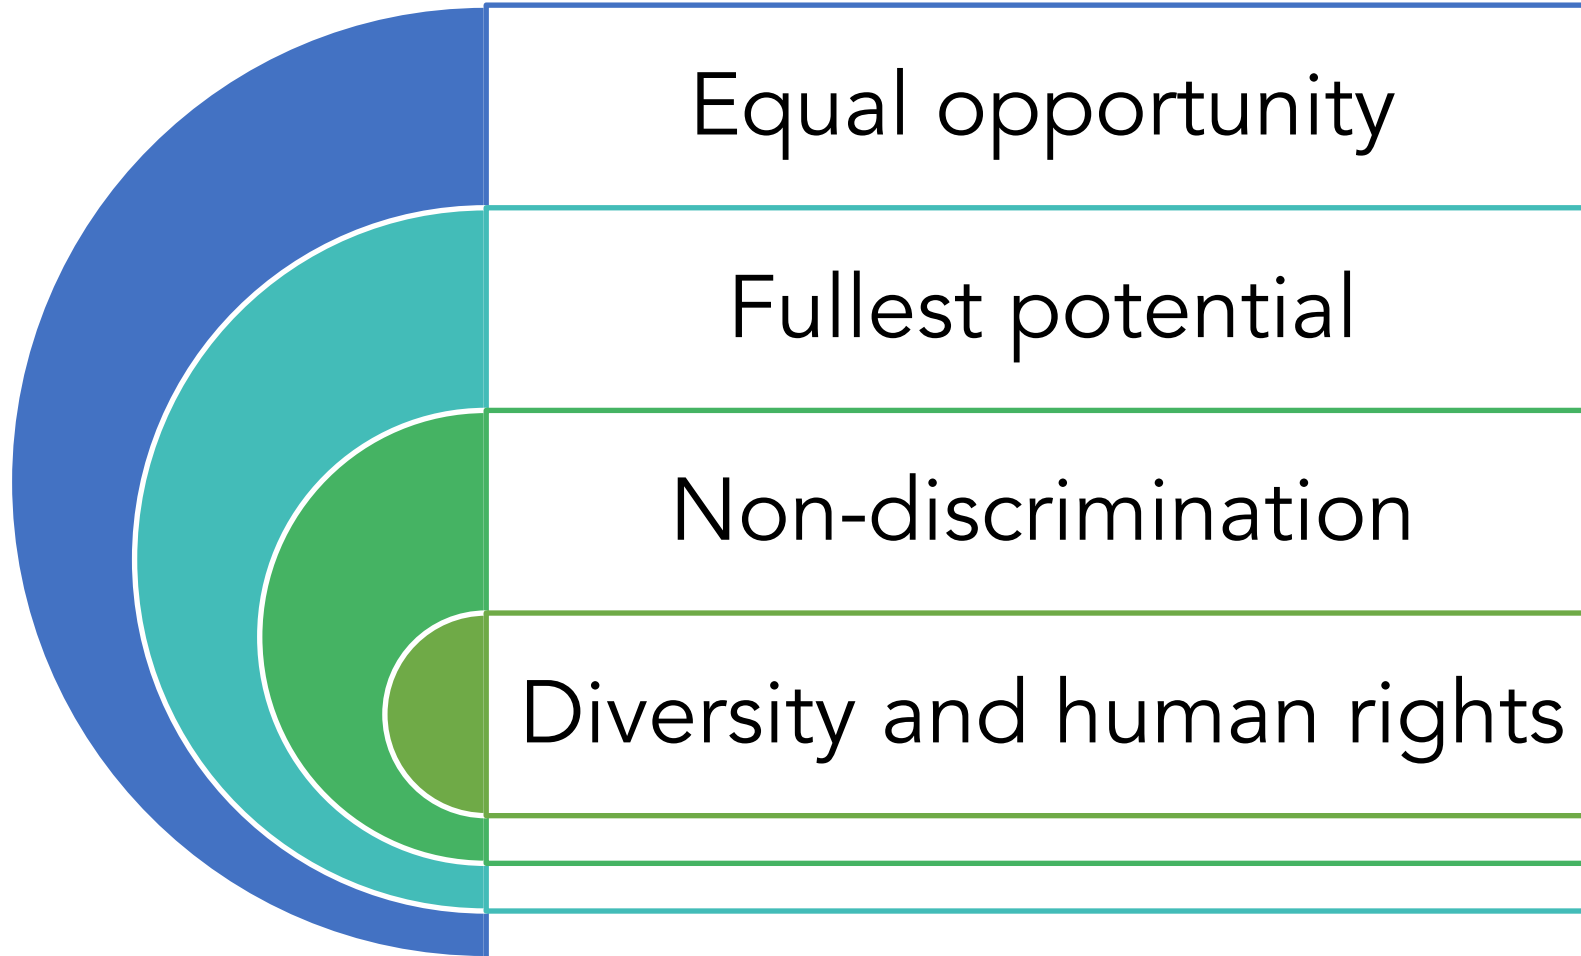 Equal opportunity
Fullest potential
Non-discrimination
Diversity and human rights